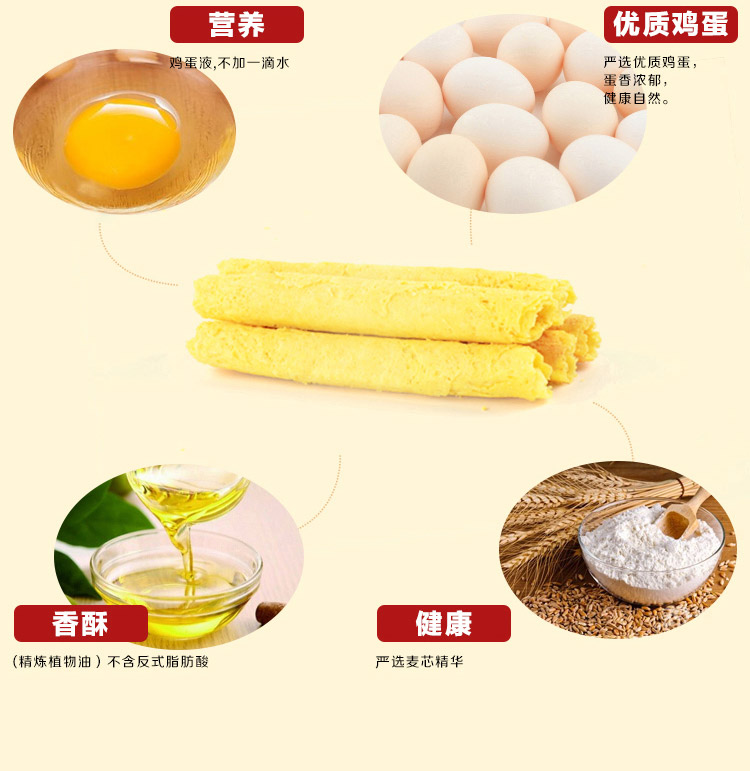 营养
鸡蛋液,不加一滴水
优质鸡蛋
严选优质鸡蛋，
蛋香浓郁，
健康自然。
香酥
(精炼植物油）不含反式脂肪酸
健康
严选麦芯精华